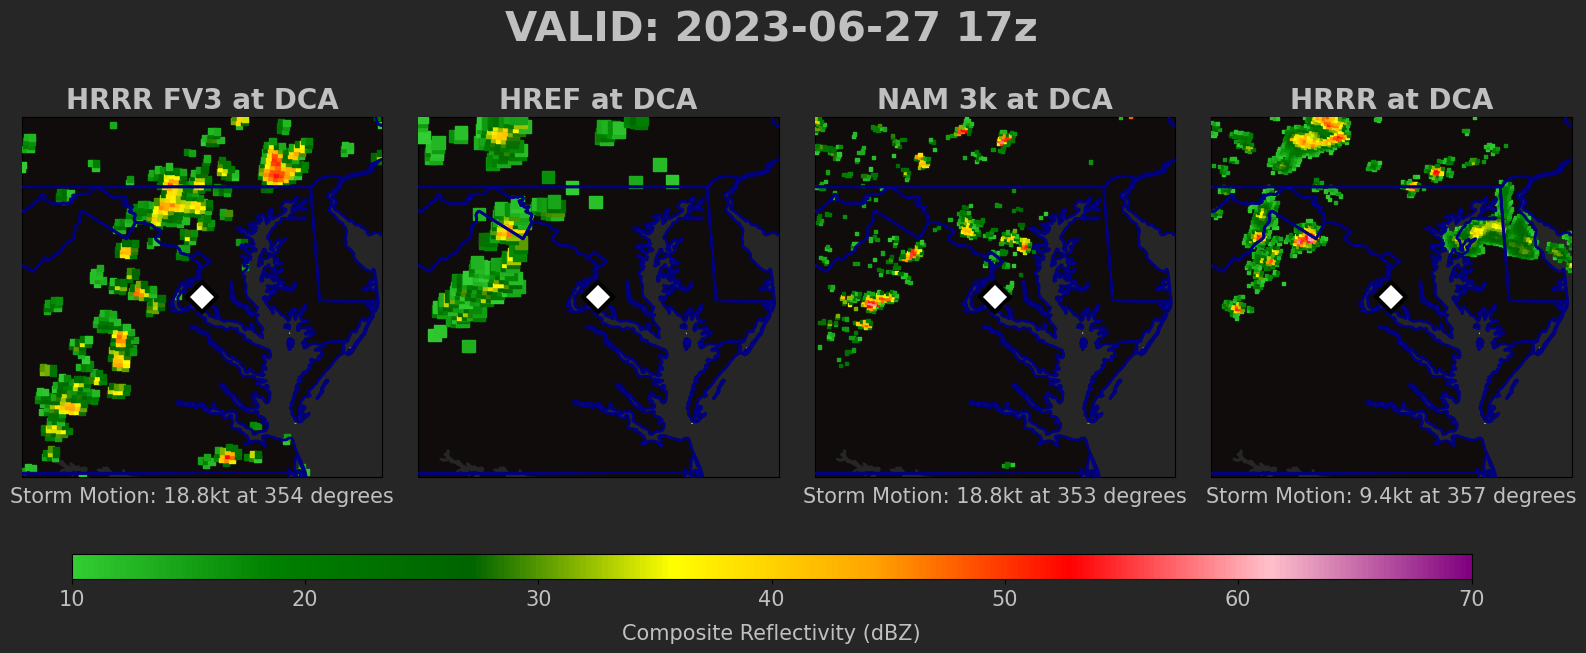 VALID: 2023-06-27 17z
HRRR FV3 at DCA
HREF at DCA
NAM 3k at DCA
HRRR at DCA
Storm Motion: 18.8kt at 354 degrees
Storm Motion: 18.8kt at 353 degrees
Storm Motion: 9.4kt at 357 degrees
10 20 30 40 50 60 70
Composite Reflectivity (dBZ)